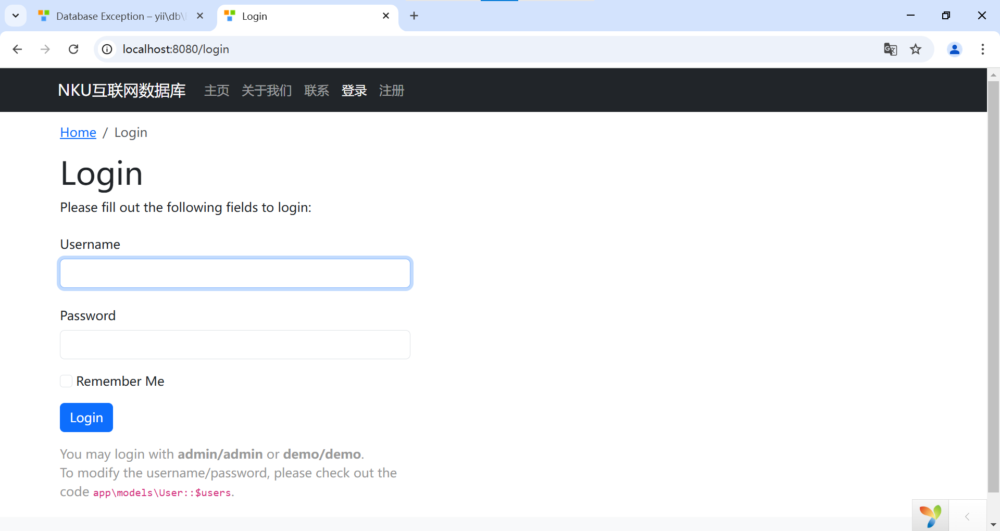 Database Exception – yii\db\
Login
localhost:8080/login
NKU互联网数据库 主页 关于我们 联系 登录 注册
Home / Login
Login
Please fill out the following fields to login:
Username
Password
Remember Me
Login
You may login with admin/admin or demo/demo.
To modify the username/password, please check out the
code app\models\User::$users.